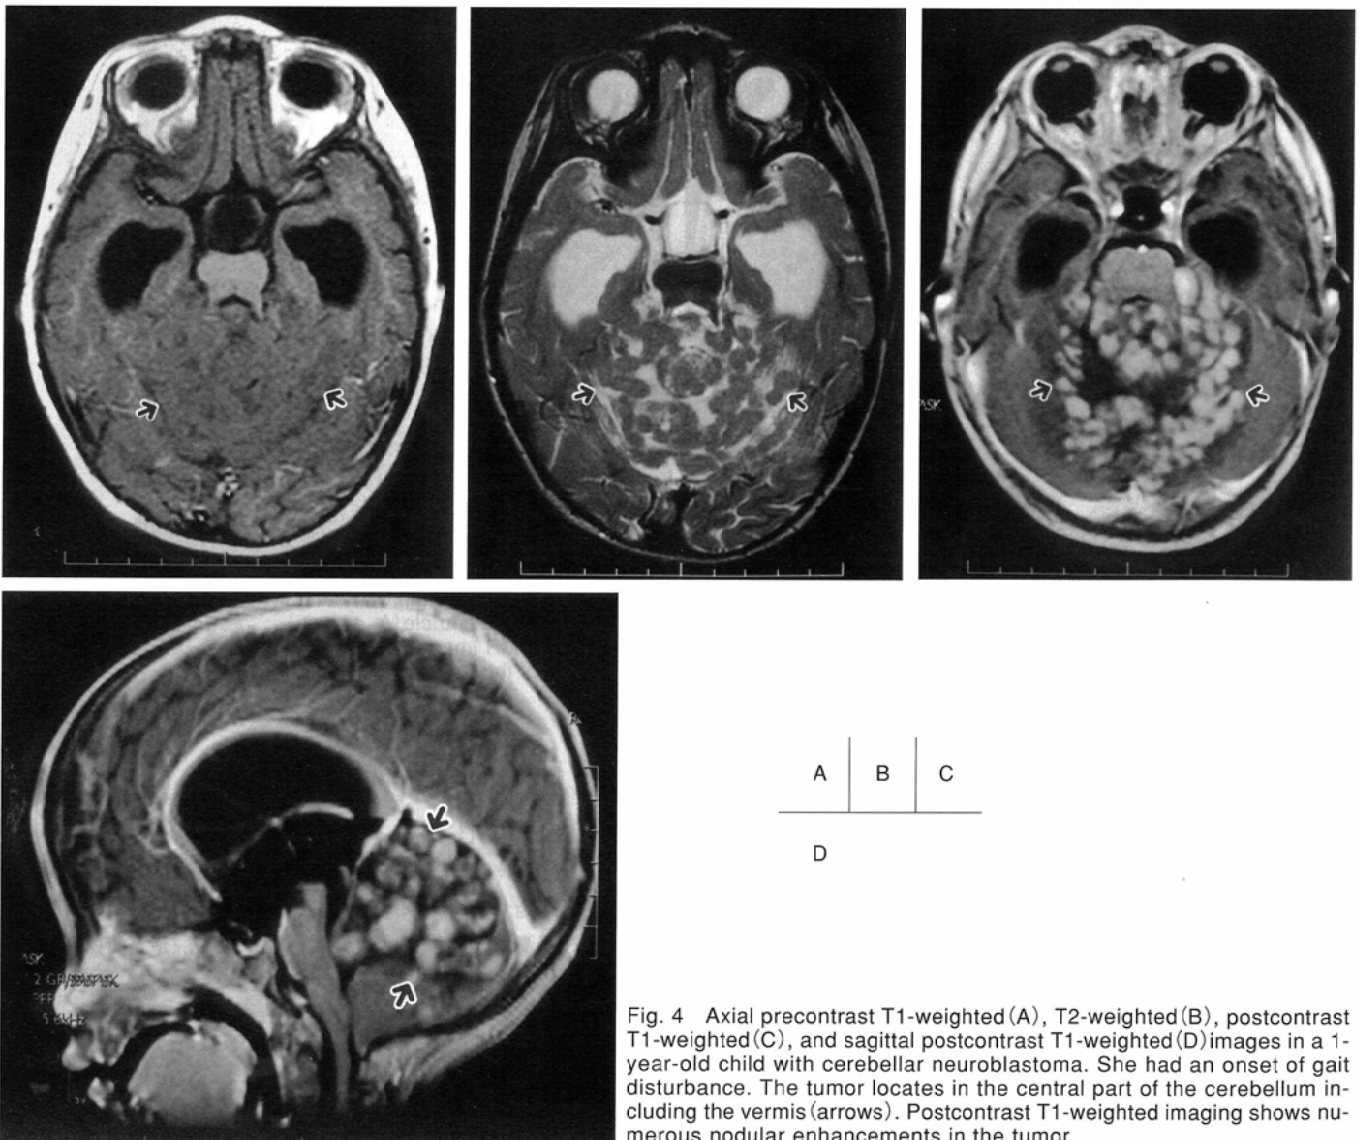 ASK
A B C
D
ASK
Fig. 4 Axial precontrast T1-weighted(A), T2-weighted(B), postcontrast
T1-weighted(C), and sagittal postcontrast T1-weighted(D)images in a 1-
year-old child with cerebellar neuroblastoma. She had an onset of gait
disturbance. The tumor locates in the central part of the cerebellum in-
cluding the vermis(arrows). Postcontrast T1-weighted imaging shows nu-
merous nodular enhancements in the tumor.